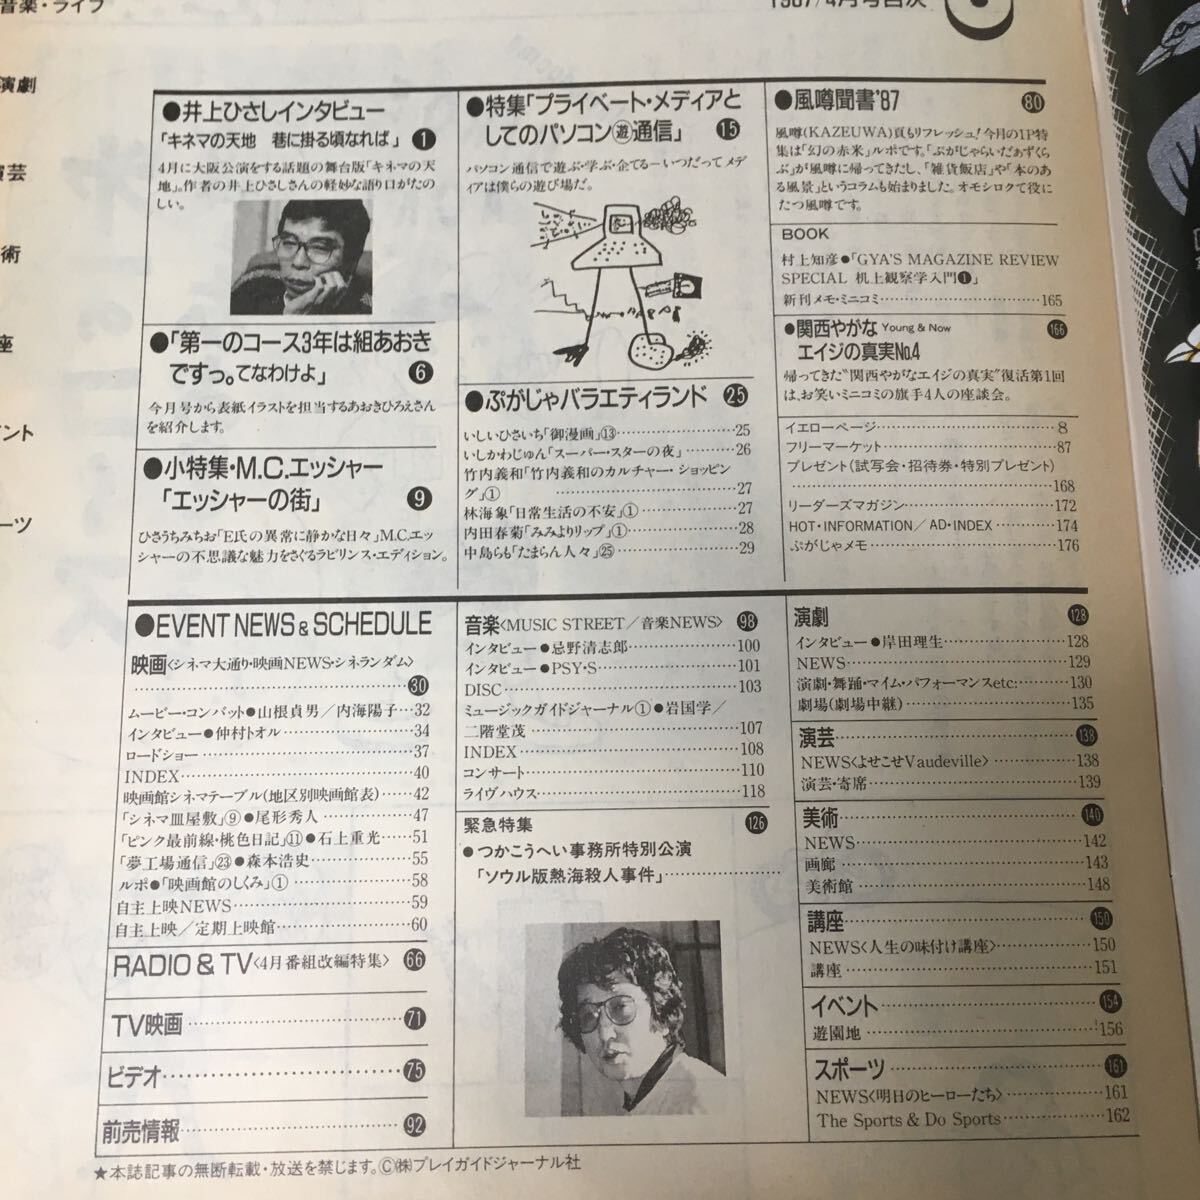 音楽・ライブ
1987/4月号目次
演劇
演芸
術
座
ント
ーツ
●井上ひさしインタビュー
「キネマの天地 巷に掛る頃なれば」 1
4月に大阪公演をする話題の舞台版「キネマの天
地」。作者の井上ひさしさんの軽妙な語り口がたの
しい。
●「第一のコース3年は組あおき
ですっ。てなわけよ」 6
今月号から表紙イラストを担当するあおきひろえさん
を紹介します。
●小特集・M.C.エッシャー
「エッシャーの街」 9
ひさうちみちお「E氏の異常に静かな日々」M.C.エッ
シャーの不思議な魅力をさぐるラビリンス・エディション。
●特集「プライベート・メディアと
してのパソコン遊通信」 15
パソコン通信で遊ぶ・学ぶ・企てる－いつだってメデ
ィアは僕らの遊び場だ。
●ぷがじゃバラエティランド 25
いしいひさいち「御漫画」⑬……25
いしかわじゅん「スーパー・スターの夜」……26
竹内義和「竹内義和のカルチャー・ショッピン
グ」①……27
林海象「日常生活の不安」①……27
内田春菊「みみよりリップ」①……28
中島らも「たまらん人々」㉕……29
●風噂聞書'87 80
風噂(KAZEUWA)頁もリフレッシュ!今月の1P特
集は「幻の赤米」ルポです。「ぶがじゃらいだぁずくら
ぶ」が風噂に帰ってきたし、「雑貨飯店」や「本のあ
る風景」というコラムも始まりました。オモシロクて役に
たつ風噂です。
BOOK
村上知彦●「GYA'S MAGAZINE REVIEW
SPECIAL 机上観察学入門❶」
新刊メモ・ミニコミ……165
●関西やがな Young & Now 166
エイジの真実No.4
帰ってきた“関西やがなエイジの真実”復活第1回
は、お笑いミニコミの旗手4人の座談会。
イエローページ……8
フリーマーケット……87
プレゼント(試写会・招待券・特別プレゼント)
……168
リーダーズマガジン……172
HOT・INFORMATION／AD・INDEX……174
ぷがじゃメモ……176
●EVENT NEWS & SCHEDULE
映画〈シネマ大通り・映画NEWS・シネランダム〉
……30
ムービー・コンバット●山根貞男／内海陽子…32
インタビュー●仲村トオル……34
ロードショー……37
INDEX……40
映画館シネマテーブル(地区別映画館表)……42
「シネマ皿屋敷」⑨●尾形秀人……47
「ピンク最前線・桃色日記」⑪●石上重光……51
「夢工場通信」㉓●森本浩史……55
ルポ●「映画館のしくみ」①……58
自主上映NEWS……59
自主上映／定期上映館……60
RADIO & TV〈4月番組改編特集〉 66
TV映画……71
ビデオ……75
前売情報……92
音楽〈MUSIC STREET／音楽NEWS〉 98
インタビュー●忌野清志郎……100
インタビュー●PSY・S……101
DISC……103
ミュージックガイドジャーナル①●岩国学／
二階堂茂……107
INDEX……108
コンサート……110
ライヴハウス……118
緊急特集 126
●つかこうへい事務所特別公演
「ソウル版熱海殺人事件」……
演劇 128
インタビュー●岸田理生……128
NEWS……129
演劇・舞踊・マイム・パフォーマンスetc.……130
劇場(劇場中継)……135
演芸……138
NEWS〈よせこせVaudeville〉……138
演芸・寄席……139
美術……140
NEWS……142
画廊……143
美術館……148
講座……150
NEWS〈人生の味付け講座〉……150
講座……151
イベント……154
遊園地……156
スポーツ……161
NEWS〈明日のヒーローたち〉……161
The Sports & Do Sports……162
★本誌記事の無断転載・放送を禁じます。Ⓒ㈱プレイガイドジャーナル社